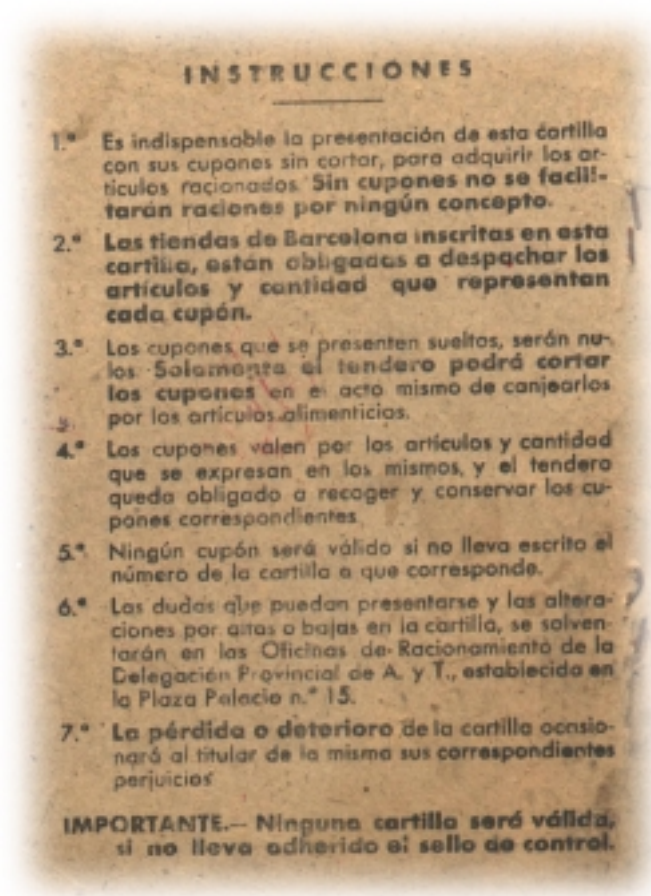 INSTRUCCIONES
1.ª Es indispensable la presentación de esta cartilla
con sus cupones sin cortar, para adquirir los ar-
tículos racionados. Sin cupones no se facili-
tarán raciones por ningún concepto.
2.ª Las tiendas de Barcelona inscritas en esta
cartilla, están obligadas a despachar los
artículos y cantidad que representan
cada cupón.
3.ª Los cupones que se presenten sueltos, serán nu-
los. Solamente el tendero podrá cortar
los cupones en el acto mismo de canjearlos
por los artículos alimenticios.
4.ª Los cupones valen por los artículos y cantidad
que se expresan en los mismos, y el tendero
queda obligado a recoger y conservar los cu-
pones correspondientes
5.ª Ningún cupón será válido si no lleva escrito el
número de la cartilla a que corresponde.
6.ª Las dudas que puedan presentarse y las altera-
ciones por altas o bajas en la cartilla, se solven-
tarán en las Oficinas de Racionamiento de la
Delegación Provincial de A. y T., establecida en
la Plaza Palacio n.º 15.
7.ª La pérdida o deterioro de la cartilla ocasio-
nará al titular de la misma sus correspondientes
perjuicios
IMPORTANTE.— Ninguna cartilla será válida,
si no lleva adherido el sello de control.